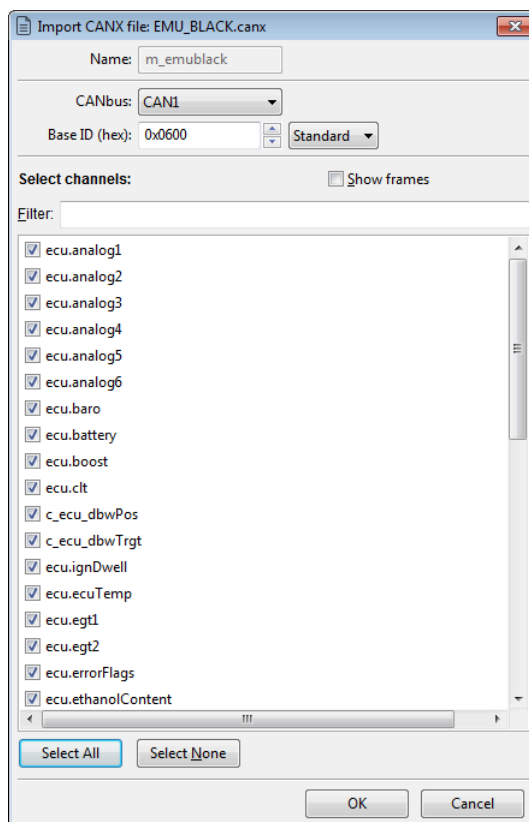 Import CANX file: EMU_BLACK.canx
Name: m_emublack
CANbus: CAN1
Base ID (hex): 0x0600 Standard
Select channels: Show frames
Filter:
ecu.analog1
ecu.analog2
ecu.analog3
ecu.analog4
ecu.analog5
ecu.analog6
ecu.baro
ecu.battery
ecu.boost
ecu.clt
c_ecu_dbwPos
c_ecu_dbwTrgt
ecu.ignDwell
ecu.ecuTemp
ecu.egt1
ecu.egt2
ecu.errorFlags
ecu.ethanolContent
Select All Select None
OK Cancel